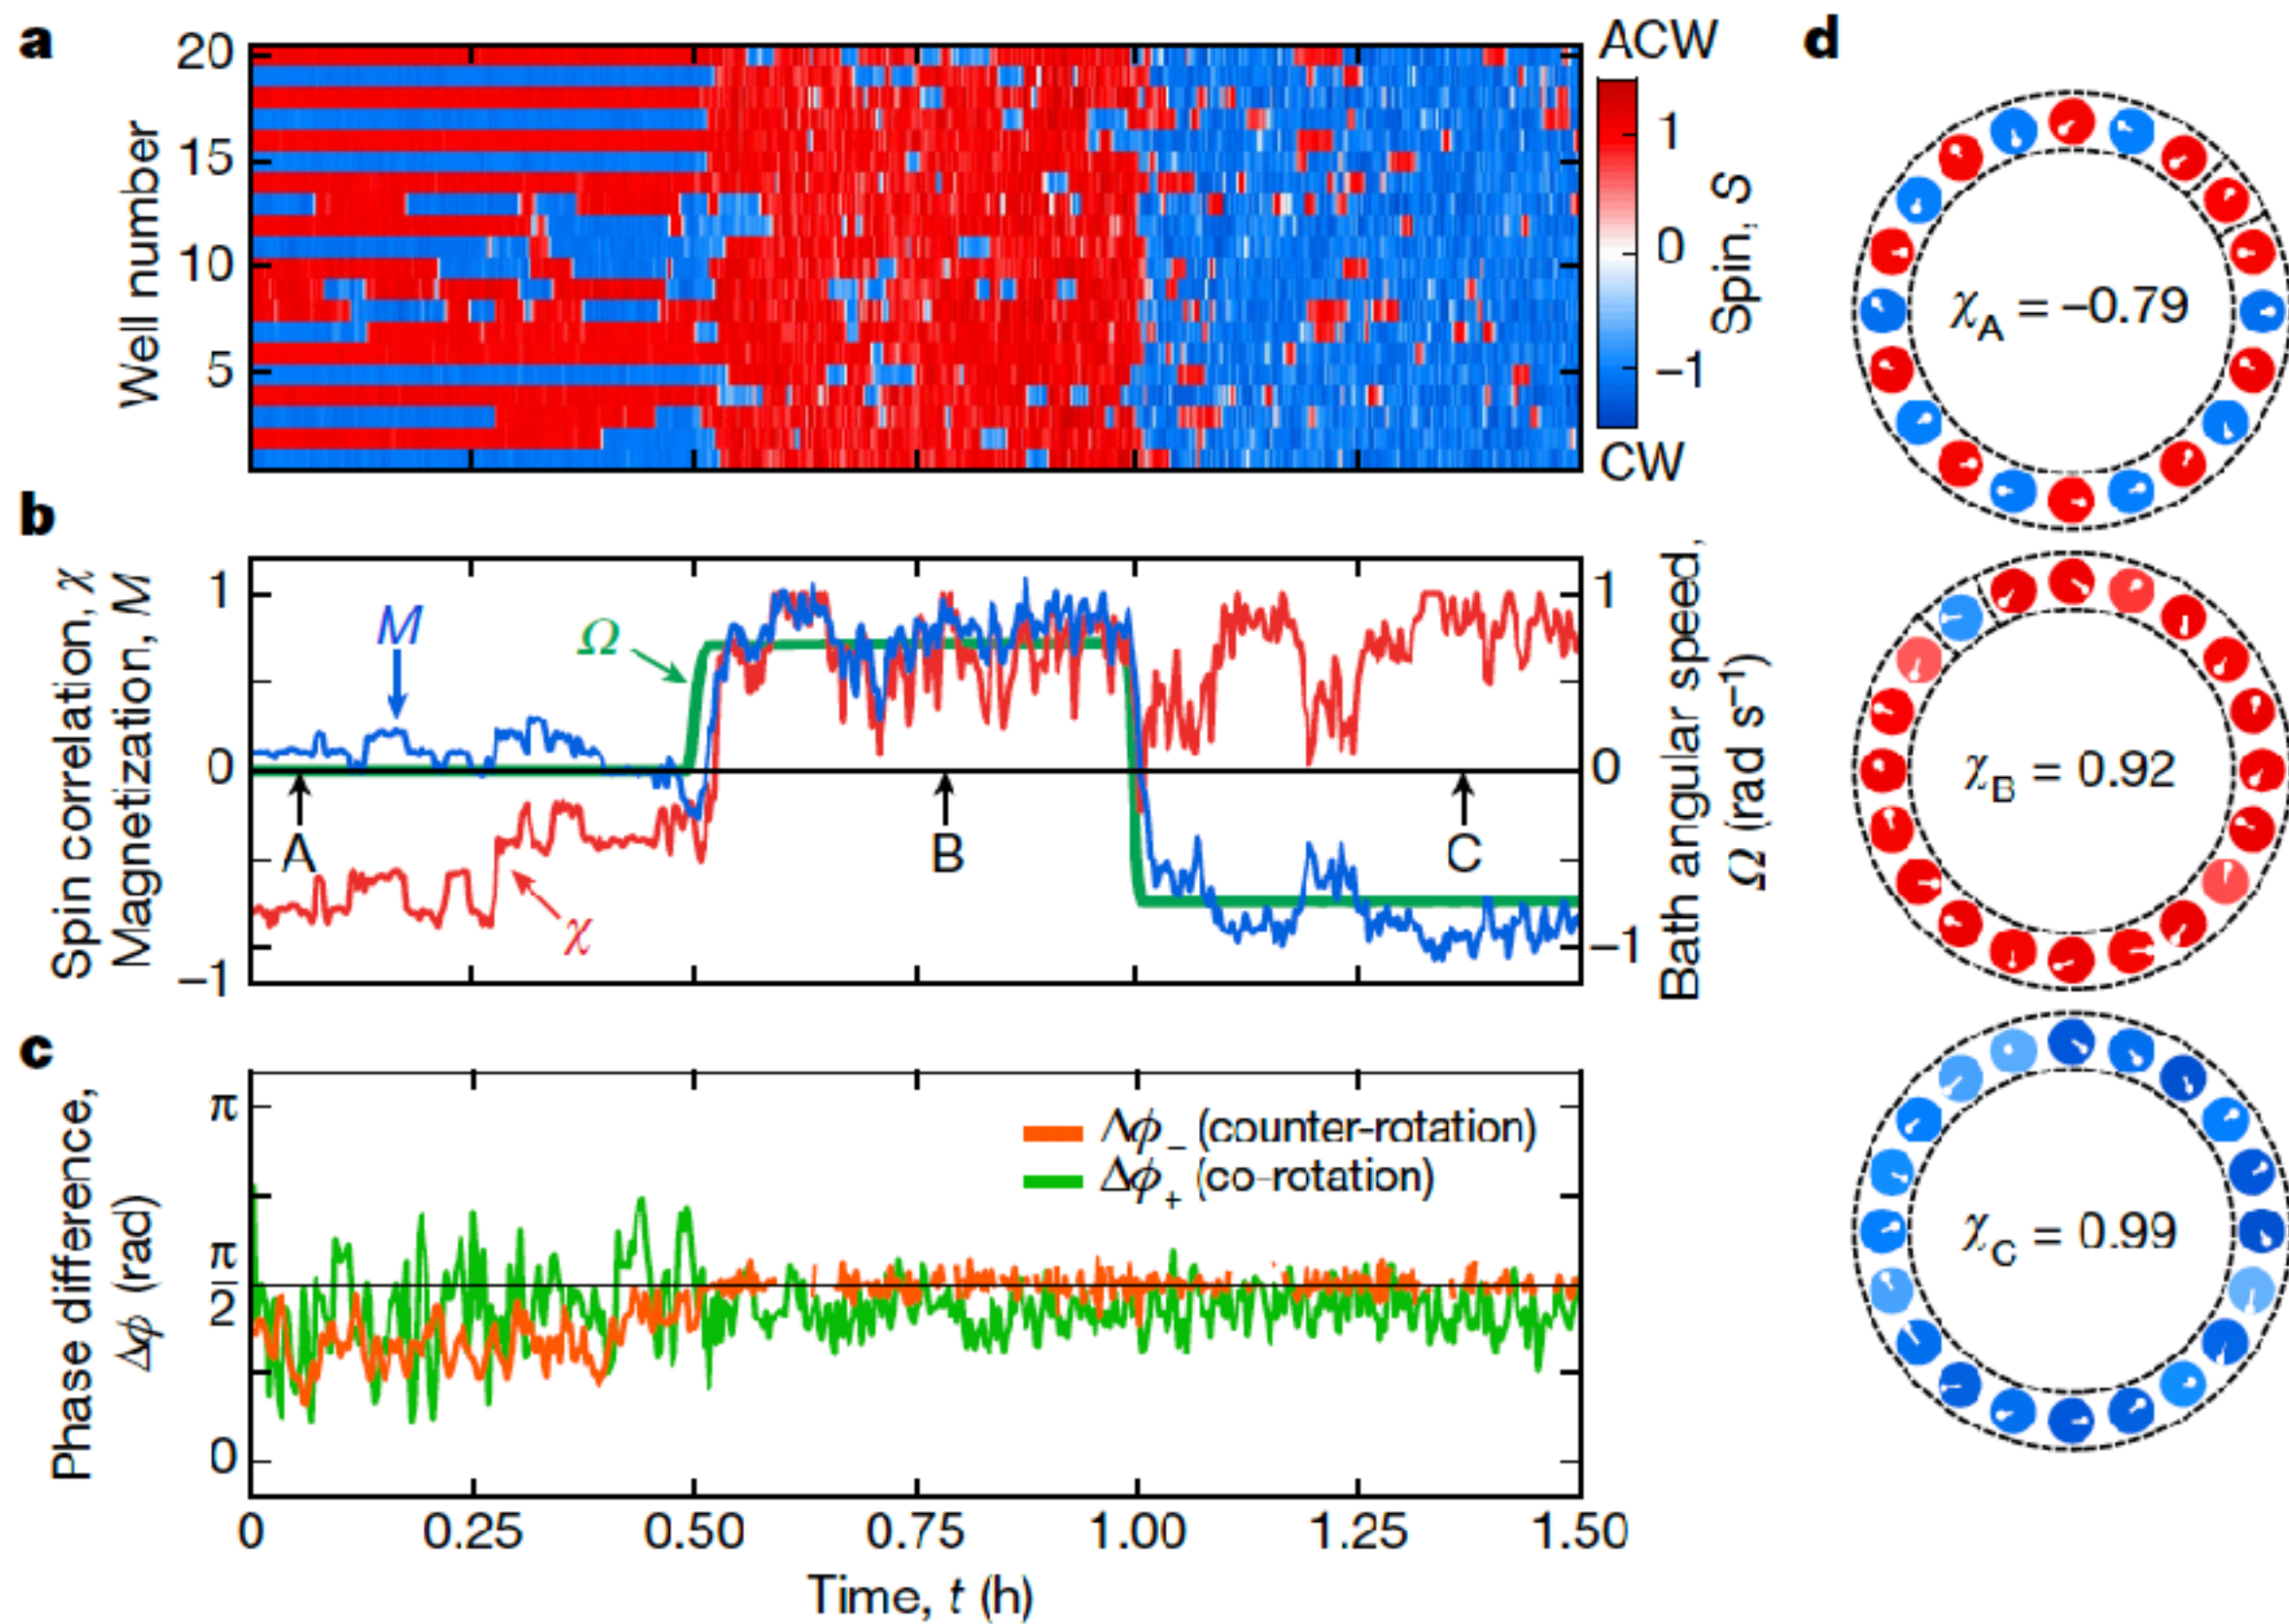 a
20
15
10
5
Well number
ACW
1
0
−1
Spin, S
CW
b
1
0
−1
Spin correlation, χ
Magnetization, M
M
Ω
χ
A
B
C
1
0
−1
Bath angular speed,
Ω (rad s⁻¹)
c
π
π
2
0
Phase difference,
Δϕ (rad)
Δϕ₋ (counter-rotation)
Δϕ₊ (co-rotation)
0 0.25 0.50 0.75 1.00 1.25 1.50
Time, t (h)
d
χA = −0.79
χB = 0.92
χC = 0.99